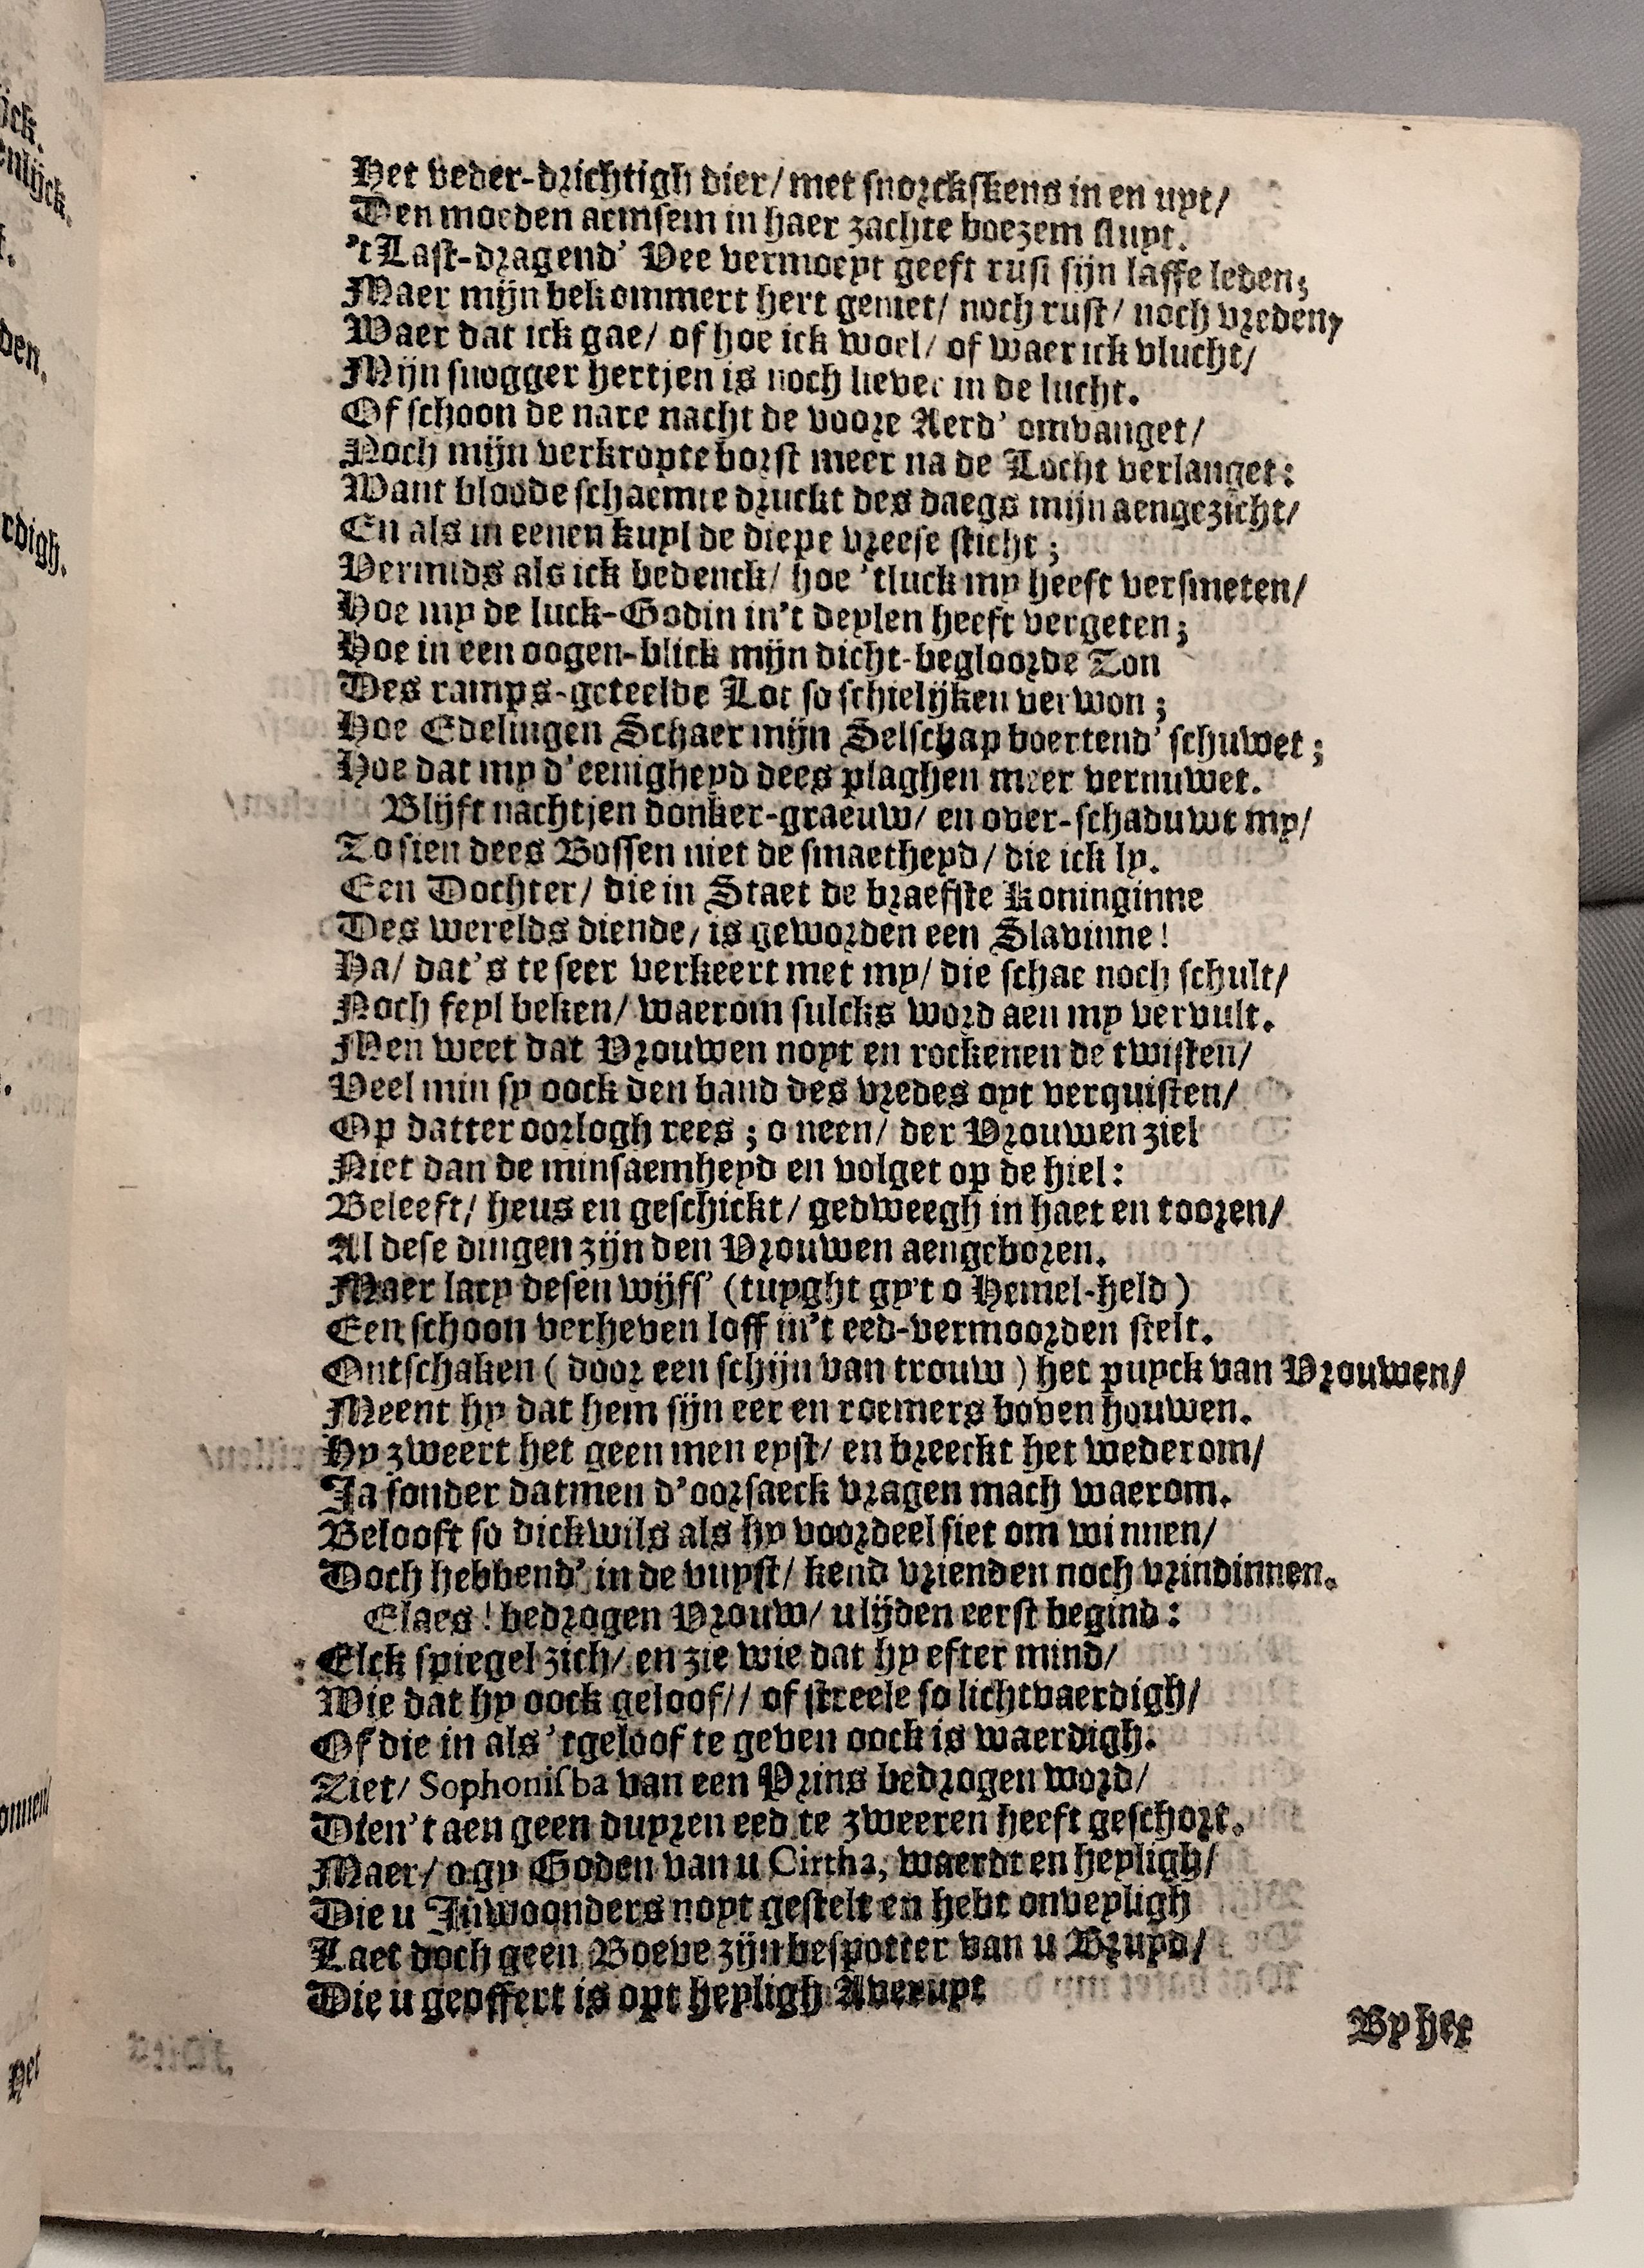 Het veder-drichtigh dier/ met snorckskens in en uyt/
Den moeden aemsem in haer zachte boezem sluyt.
't Last-dragend' Vee vermoeyt geeft rust sijn laffe leden;
Maer mijn bekommert hert geniet/ noch rust/ noch vreden,
Waer dat ick gae/ of hoe ick woel/ of waer ick vlucht/
Mijn snogger hertjen is noch liever in de lucht.
Of schoon de nare nacht de voore Aerd' omvanget/
Noch mijn verkropte borst meer na de Locht verlanget:
Want bloode schaemte druckt des daegs mijn aengezicht/
En als in eenen kuyl de diepe vreese sticht;
Vermids als ick bedenck/ hoe 'tluck my heeft versmeten/
Hoe my de luck-Godin in't deylen heeft vergeten;
Hoe in een oogen-blick mijn dicht-begloorde Zon
Des ramps-geteelde Lot so schielijken verwon;
Hoe Edelingen Schaer mijn Selschap boertend' schuwet;
Hoe dat my d'eenigheyd dees plaghen meer vernuwet.
Blijft nachtjen donker-graeuw/ en over-schaduwt my/
Zo sien dees Bossen niet de smaetheyd/ die ick ly.
Een Dochter/ die in Staet de braefste Koninginne
Des werelds diende/ is geworden een Slavinne!
Ha/ dat's te seer verkeert met my/ die schae noch schult/
Noch feyl beken/ waerom sulcks word aen my vervult.
Men weet dat Vrouwen noyt en rockenen de twisten/
Veel min sy oock den band des vredes oyt verquisten/
Op datter oorlogh rees; o neen/ der Vrouwen ziel
Niet dan de minsaemheyd en volget op de hiel:
Beleeft/ heus en geschickt/ gedweegh in haet en toozen/
Al dese dingen zijn den Vrouwen aengeboren.
Maer lacy desen wijfs' (tuyght gy't o Hemel-held)
Een schoon verheven loff in't eed-vermoorden stelt.
Ontschaken (door een schijn van trouw) het puyck van Vrouwen/
Meent hy dat hem sijn eer en roemers boven houwen.
Hy zweert het geen men eyst/ en breeckt het wederom/
Ja sonder datmen d'oorsaeck vragen mach waerom.
Belooft so dickwils als hy voordeel siet om winnen/
Doch hebbend' in de vuyst/ kend vrienden noch vrindinnen.
Elaes! bedrogen Vrouw/ u lijden eerst begind:
Elck spiegel zich/ en zie wie dat hy efter mind/
Wie dat hy oock geloof// of streele so lichtvaerdigh/
Of die in als 'tgeloof te geven oock is waerdigh.
Ziet/ Sophonisba van een Prins bedrogen word/
Dien't aen geen duyren eed te zweeren heeft geschort.
Maer/ o gy Goden van u Cirtha, waerdt en heyligh/
Die u Inwoonders noyt gestelt en hebt onveyligh
Laet doch geen Boeve zijn bespotter van u Bruyd/
Die u geoffert is opt heyligh Averuyt
By het